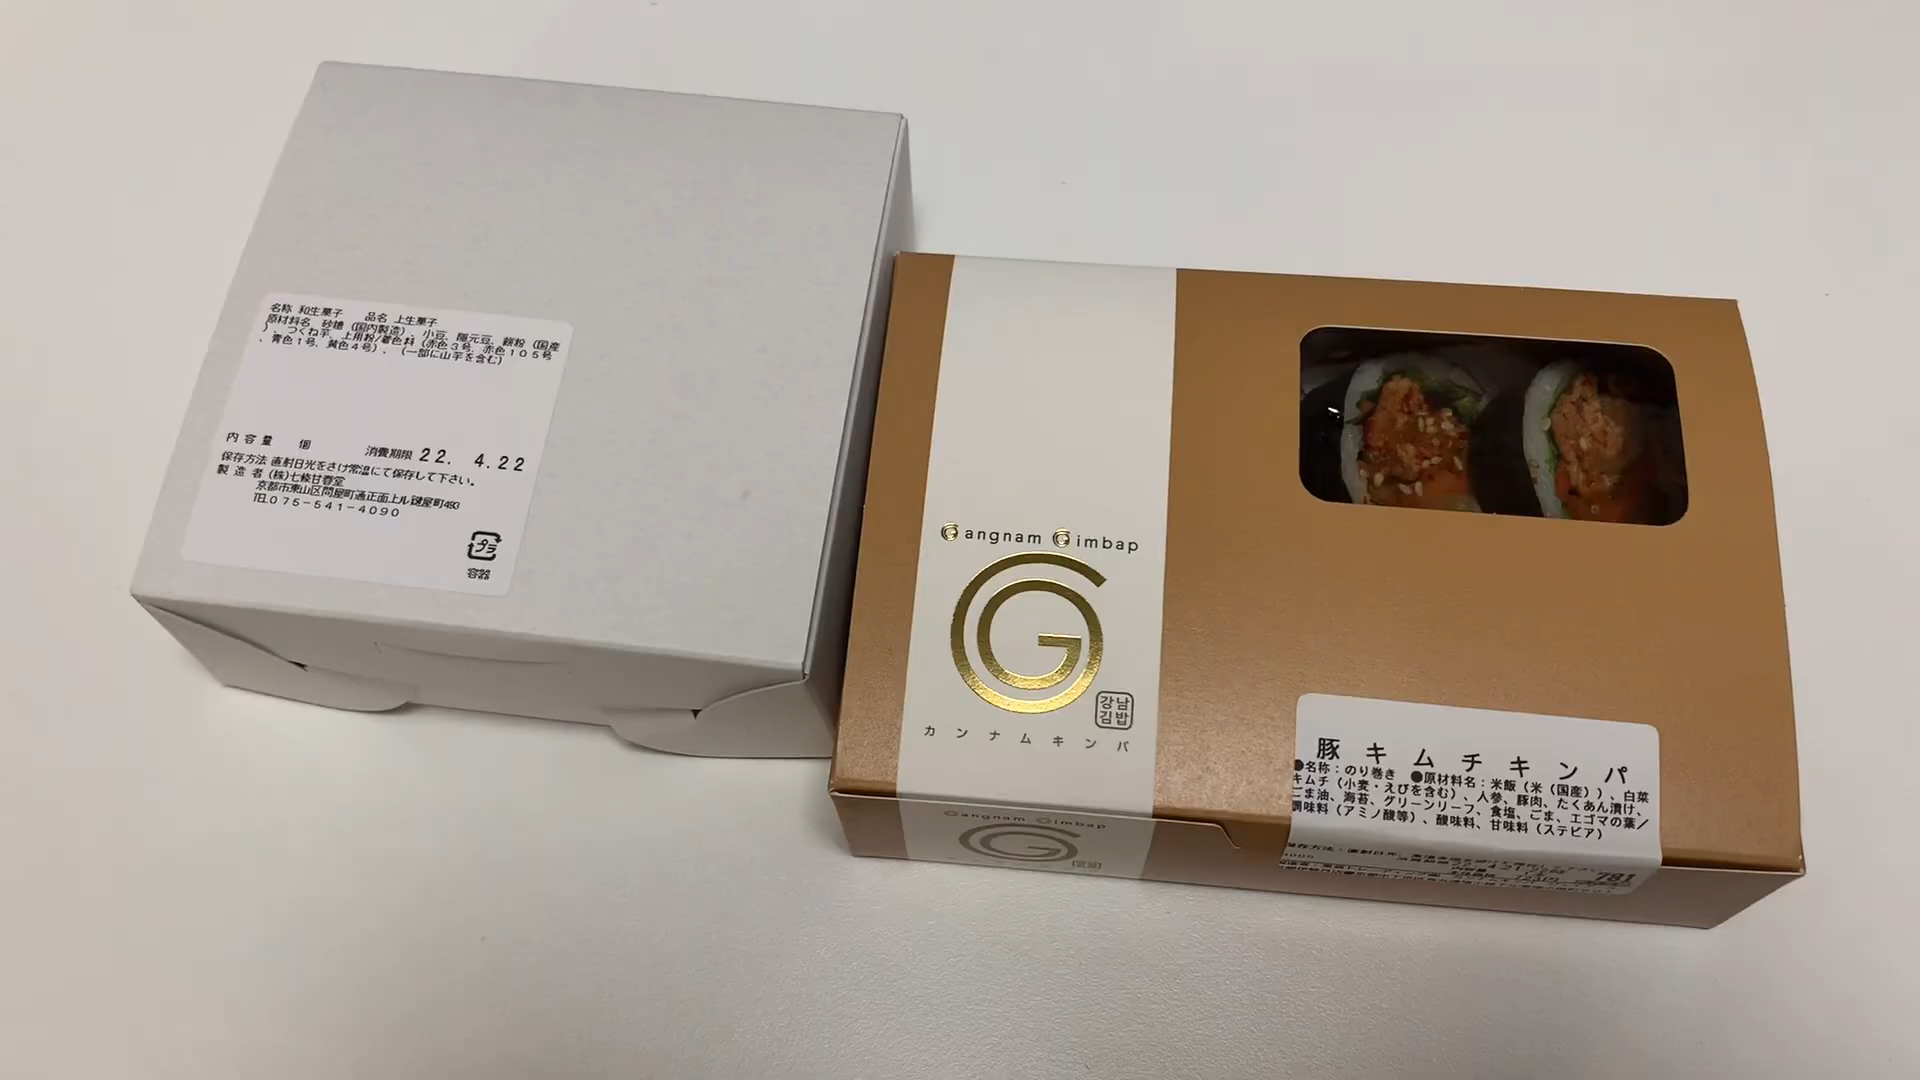 名称 和生菓子 品名 上生菓子
原材料名 砂糖(国内製造)、小豆、隠元豆、餅粉(国産
)、つくね芋、上用粉/着色料(赤色3号、赤色105号
、青色1号、黄色4号)、(一部に山芋を含む)
内容量 個 消費期限 22. 4.22
保存方法 直射日光をさけ常温にて保存して下さい。
製造者 (株)七條甘春堂
京都市東山区問屋町通正面上ル鍵屋町493
TEL075-541-4090
プラ
容器
Gangnam Gimbap
G
강남
김밥
カンナムキンパ
豚キムチキンパ
●名称:のり巻き ●原材料名:米飯(米(国産))、白菜
キムチ(小麦・えびを含む)、人参、豚肉、たくあん漬け、
ごま油、海苔、グリーンリーフ、食塩、ごま、エゴマの葉/
調味料(アミノ酸等)、酸味料、甘味料(ステビア)
保存方法:直射日光、
781
Gangnam Gimbap